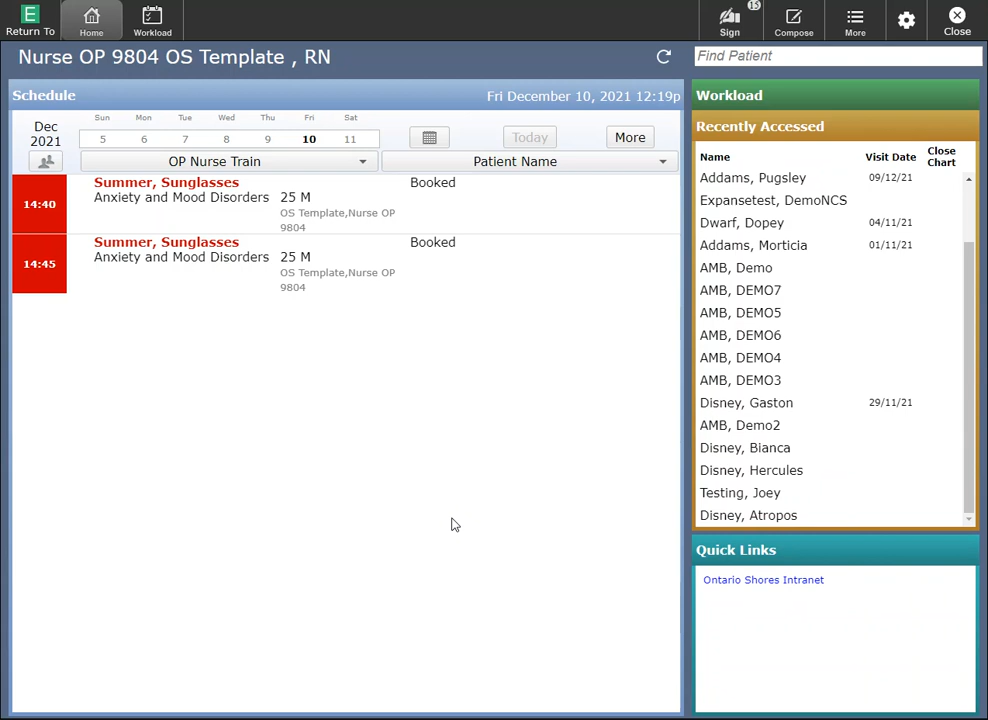 E
Return To
Home
Workload
15
Sign
Compose
More
Close
Nurse OP 9804 OS Template , RN
Find Patient
Schedule
Fri December 10, 2021 12:19p
Dec
2021
Sun Mon Tue Wed Thu Fri Sat
5 6 7 8 9 10 11
Today
More
OP Nurse Train
Patient Name
14:40
Summer, Sunglasses
Booked
Anxiety and Mood Disorders
25 M
OS Template,Nurse OP
9804
14:45
Summer, Sunglasses
Booked
Anxiety and Mood Disorders
25 M
OS Template,Nurse OP
9804
Workload
Recently Accessed
Name Visit Date Close
Chart
Addams, Pugsley 09/12/21
Expansetest, DemoNCS
Dwarf, Dopey 04/11/21
Addams, Morticia 01/11/21
AMB, Demo
AMB, DEMO7
AMB, DEMO5
AMB, DEMO6
AMB, DEMO4
AMB, DEMO3
Disney, Gaston 29/11/21
AMB, Demo2
Disney, Bianca
Disney, Hercules
Testing, Joey
Disney, Atropos
Quick Links
Ontario Shores Intranet